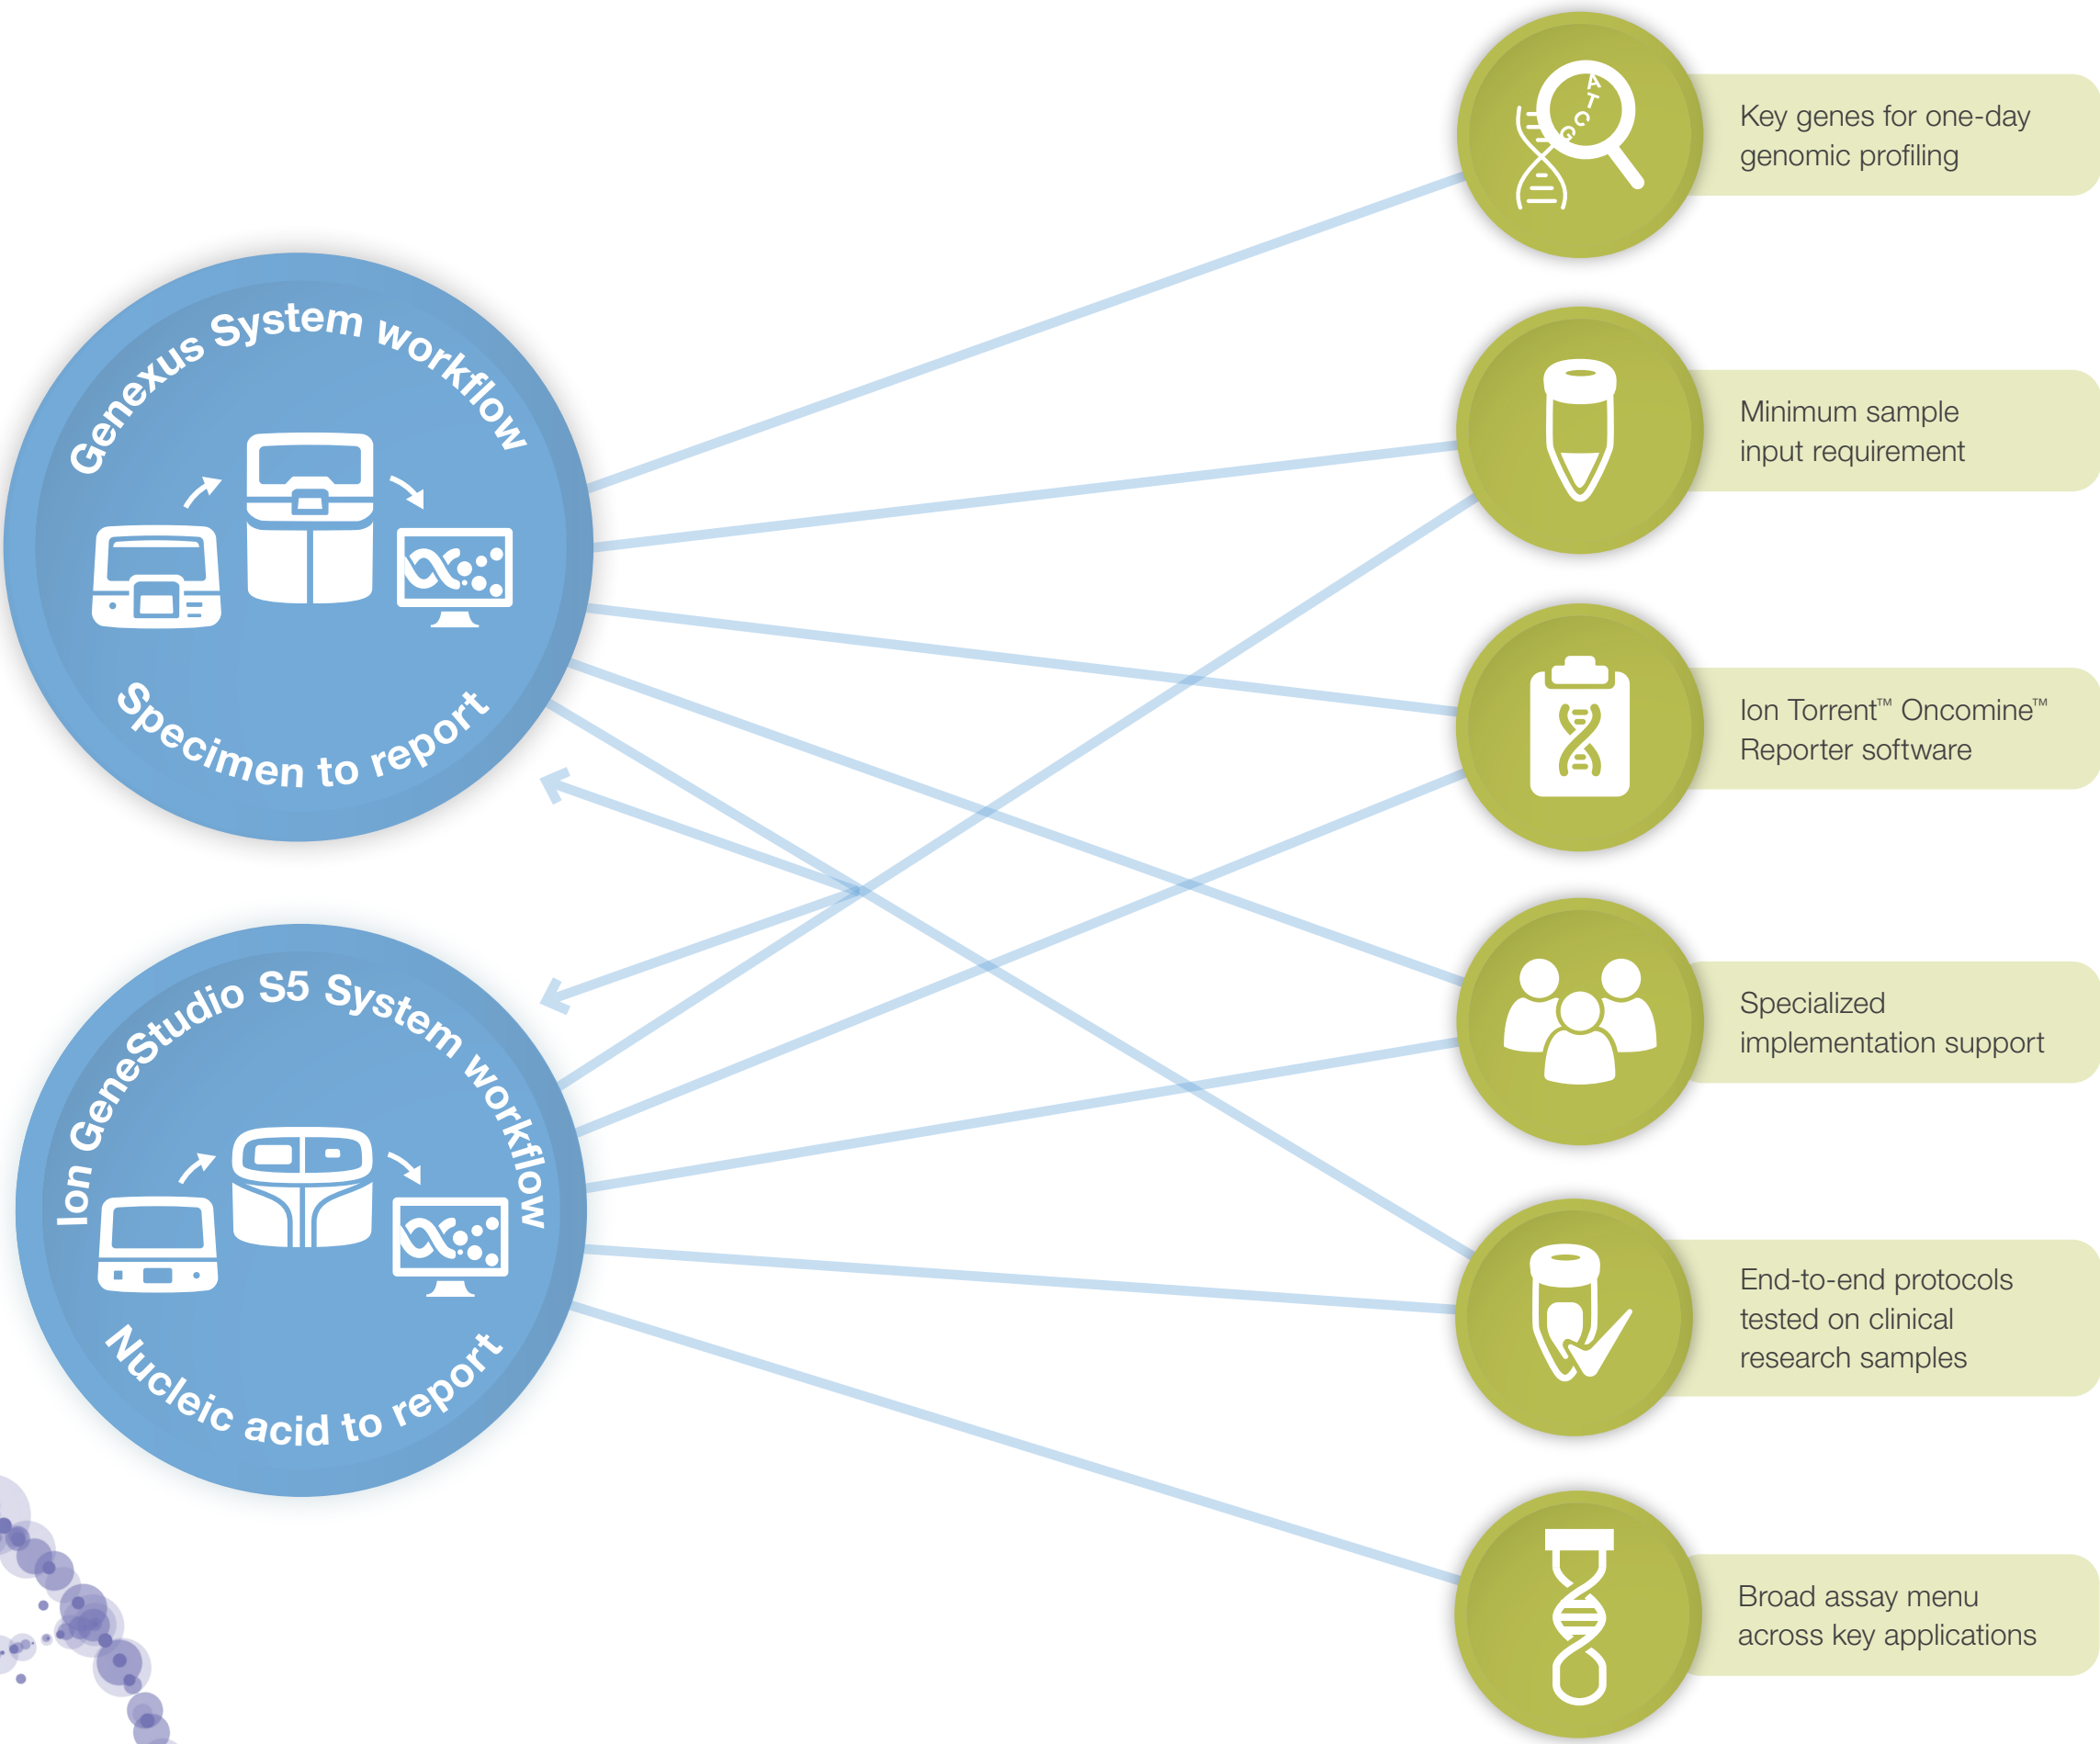 Genexus System workflow
Specimen to report
Ion GeneStudio S5 System workflow
Nucleic acid to report
A
T
C
G
Key genes for one-day
genomic profiling
Minimum sample
input requirement
Ion Torrent™ Oncomine™
Reporter software
Specialized
implementation support
End-to-end protocols
tested on clinical
research samples
Broad assay menu
across key applications